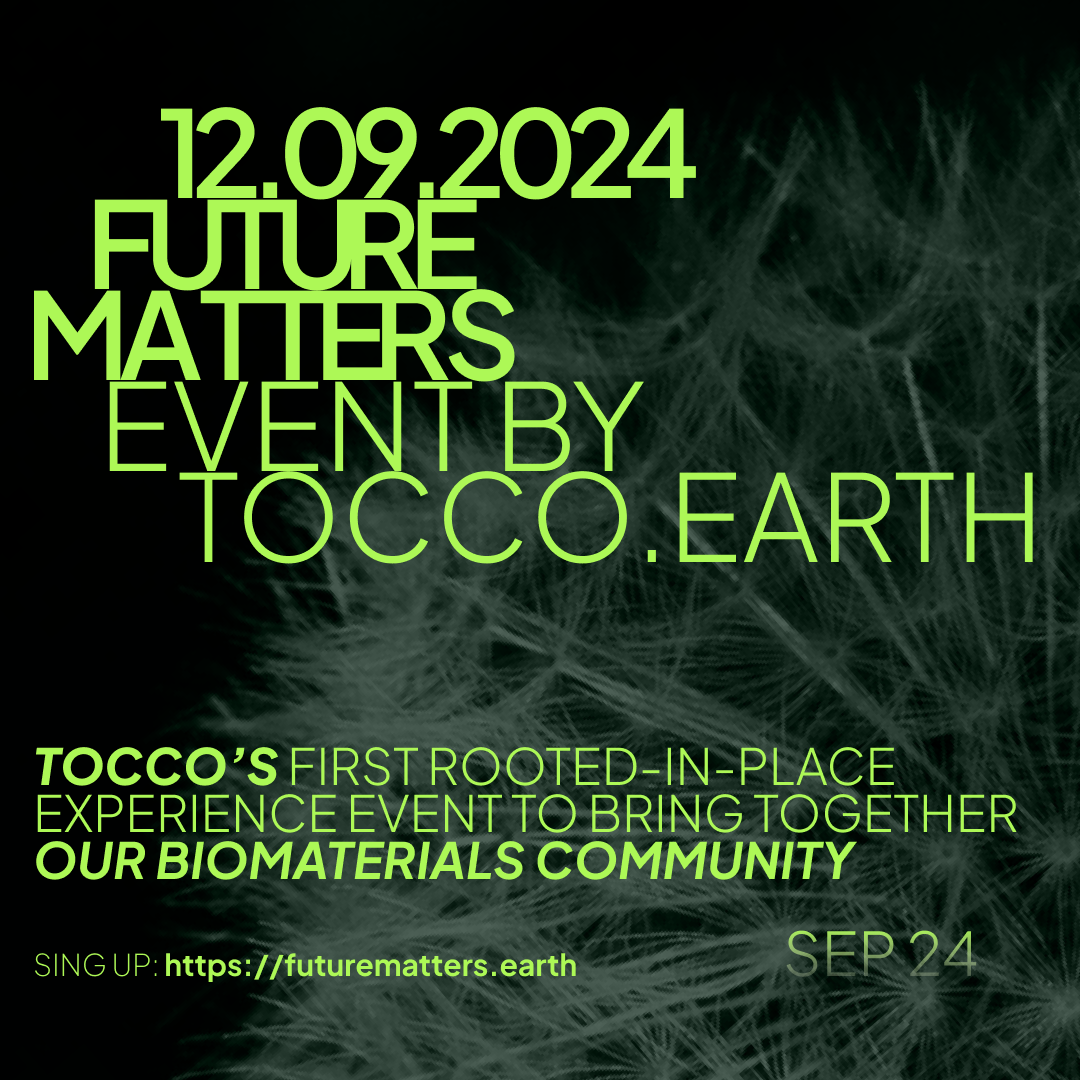 12.09.2024
FUTURE
MATTERS
EVENT BY
TOCCO.EARTH
TOCCO'S FIRST ROOTED-IN-PLACE
EXPERIENCE EVENT TO BRING TOGETHER
OUR BIOMATERIALS COMMUNITY
SING UP: https://futurematters.earth
SEP 24